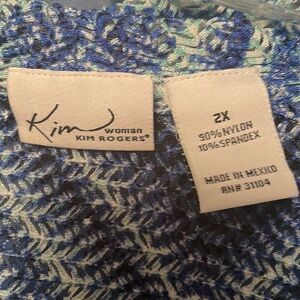 Kim
woman
KIM ROGERS®
2X
90%NYLON
10%SPANDEX
MADE IN MEXICO
RN# 31104